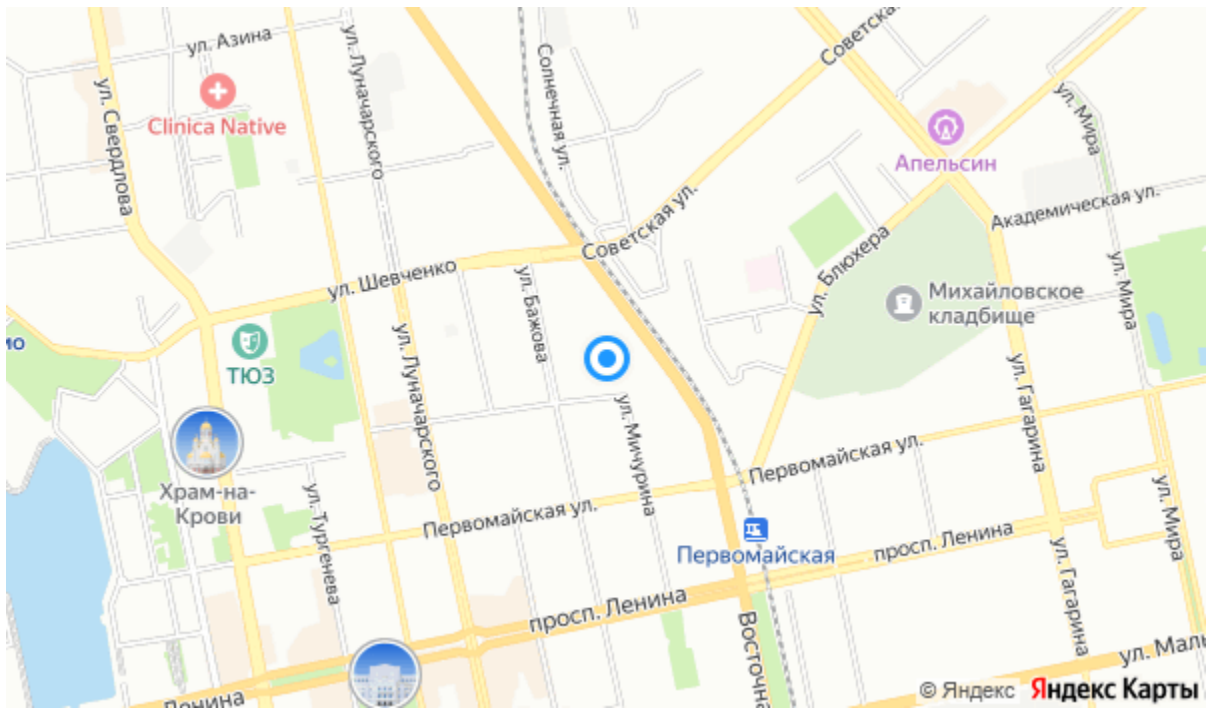 ул. Азина
ул. Луначарского
Солнечная ул.
Советская ул.
ул. Свердлова
Clinica Native
ул. Мира
Апельсин
Академическая ул.
Советская ул.
ул. Шевченко
ул. Бажова
ул. Блюхера
Михайловское
кладбище
ул. Мира
ио
ТЮЗ
ул. Луначарского
ул. Мичурина
ул. Гагарина
Храм-на-
Крови
ул. Тургенева
Первомайская ул.
Первомайская ул.
ул. Мира
Первомайская
просп. Ленина
ул. Гагарина
просп. Ленина
Восточна
ул. Маль
Ленина
© Яндекс Яндекс Карты